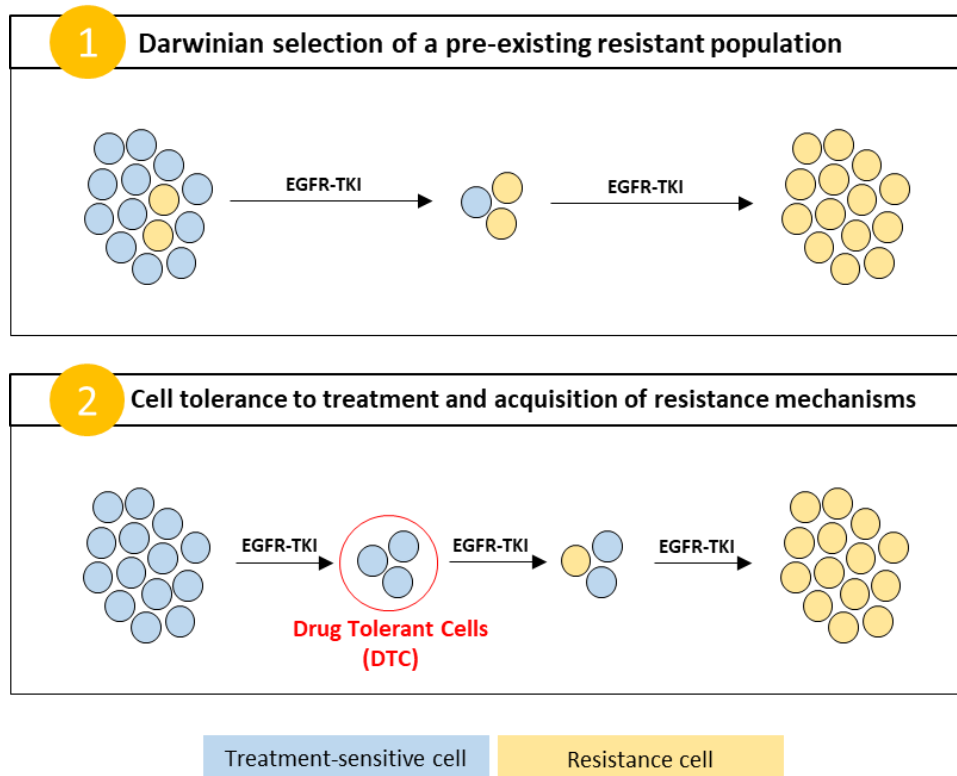 1
Darwinian selection of a pre-existing resistant population
EGFR-TKI
EGFR-TKI
2
Cell tolerance to treatment and acquisition of resistance mechanisms
EGFR-TKI
EGFR-TKI
EGFR-TKI
Drug Tolerant Cells
(DTC)
Treatment-sensitive cell
Resistance cell